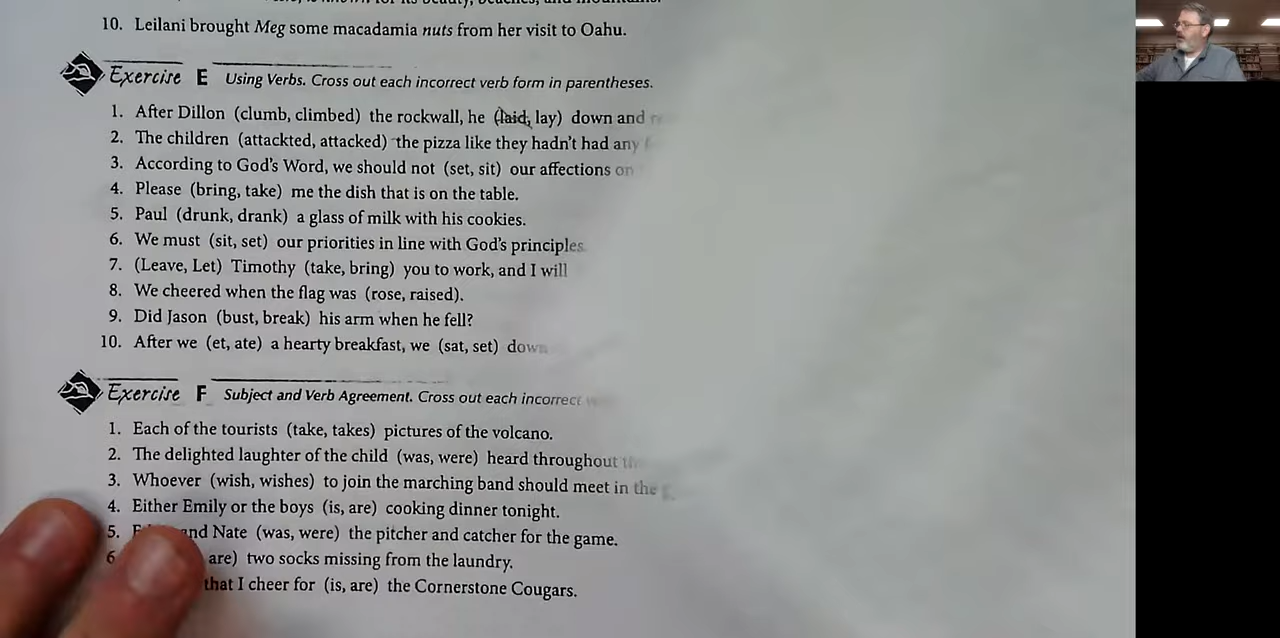 10. Leilani brought Meg some macadamia nuts from her visit to Oahu.
Exercise E Using Verbs. Cross out each incorrect verb form in parentheses.
1. After Dillon (clumb, climbed) the rockwall, he (laid, lay) down and
2. The children (attackted, attacked) the pizza like they hadn't had any
3. According to God's Word, we should not (set, sit) our affections on
4. Please (bring, take) me the dish that is on the table.
5. Paul (drunk, drank) a glass of milk with his cookies.
6. We must (sit, set) our priorities in line with God's principles
7. (Leave, Let) Timothy (take, bring) you to work, and I will
8. We cheered when the flag was (rose, raised).
9. Did Jason (bust, break) his arm when he fell?
10. After we (et, ate) a hearty breakfast, we (sat, set) down
Exercise F Subject and Verb Agreement. Cross out each incorrect
1. Each of the tourists (take, takes) pictures of the volcano.
2. The delighted laughter of the child (was, were) heard throughout
3. Whoever (wish, wishes) to join the marching band should meet in the
4. Either Emily or the boys (is, are) cooking dinner tonight.
5. and Nate (was, were) the pitcher and catcher for the game.
6 are) two socks missing from the laundry.
that I cheer for (is, are) the Cornerstone Cougars.